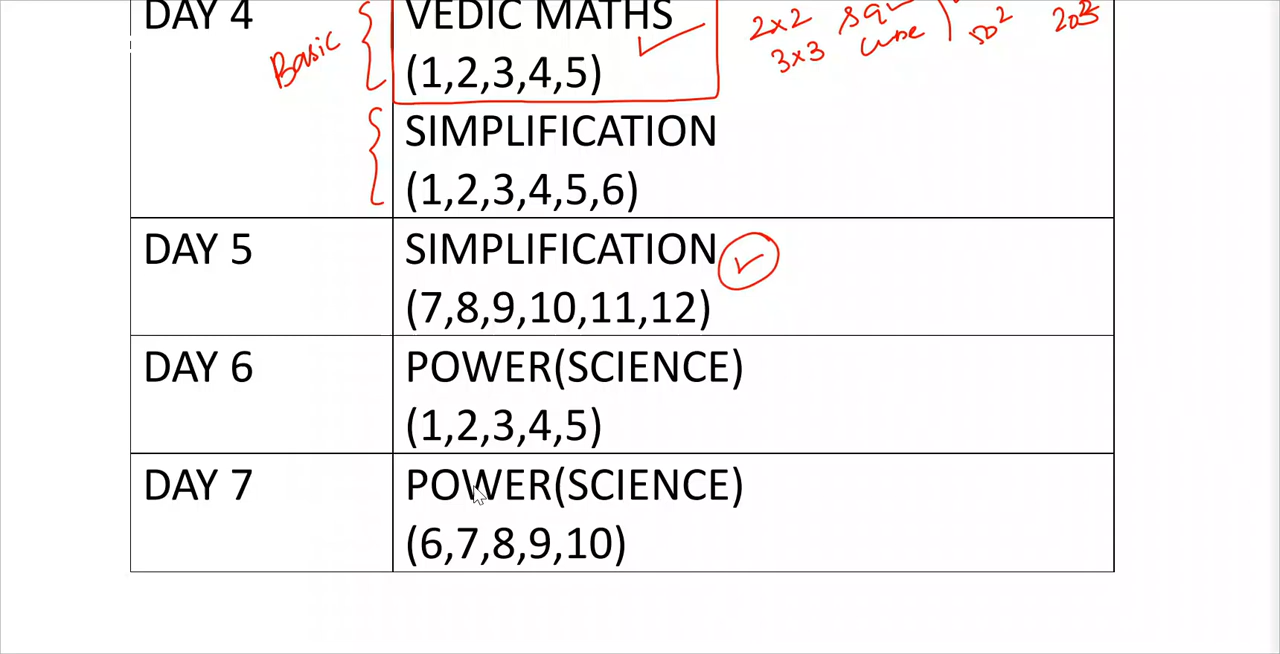 DAY 4
VEDIC MATHS
(1,2,3,4,5)
Basic
2x2
3x3
cube
50²
SIMPLIFICATION
(1,2,3,4,5,6)
DAY 5
SIMPLIFICATION
(7,8,9,10,11,12)
DAY 6
POWER(SCIENCE)
(1,2,3,4,5)
DAY 7
POWER(SCIENCE)
(6,7,8,9,10)